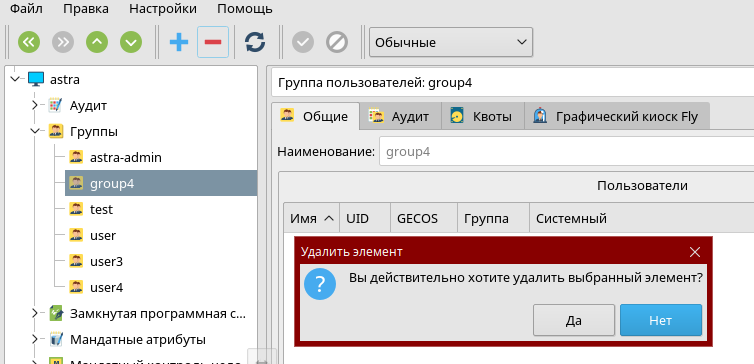 Файл Правка Настройки Помощь
Обычные
astra
Аудит
Группы
astra-admin
group4
test
user
user3
user4
Замкнутая программная с...
Мандатные атрибуты
Группа пользователей: group4
Общие Аудит Квоты Графический киоск Fly
Наименование: group4
Пользователи
Имя UID GECOS Группа Системный
Удалить элемент
Вы действительно хотите удалить выбранный элемент?
Да Нет